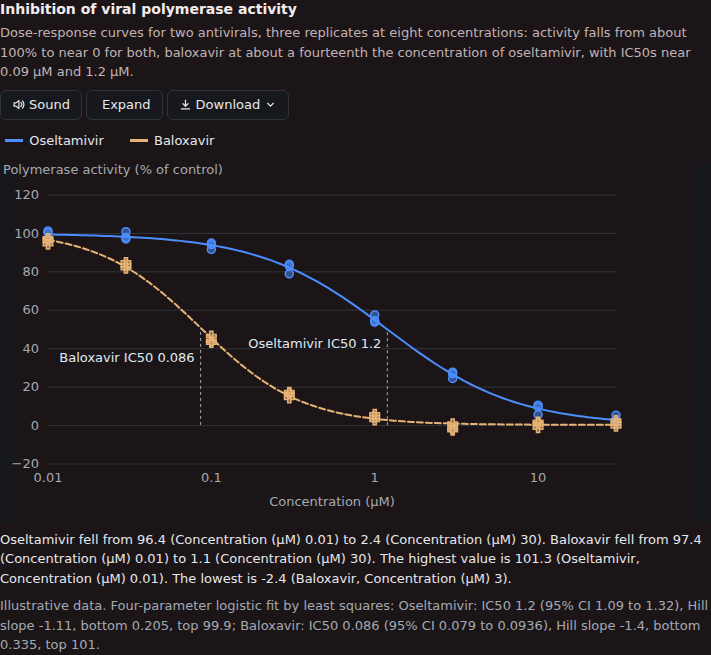 Inhibition of viral polymerase activity
Dose-response curves for two antivirals, three replicates at eight concentrations: activity falls from about
100% to near 0 for both, baloxavir at about a fourteenth the concentration of oseltamivir, with IC50s near
0.09 µM and 1.2 µM.
Sound Expand Download
Oseltamivir Baloxavir
Polymerase activity (% of control)
120
100
80
60
Oseltamivir IC50 1.2
40
Baloxavir IC50 0.086
20
0
−20
0.01 0.1 1 10
Concentration (µM)
Oseltamivir fell from 96.4 (Concentration (µM) 0.01) to 2.4 (Concentration (µM) 30). Baloxavir fell from 97.4
(Concentration (µM) 0.01) to 1.1 (Concentration (µM) 30). The highest value is 101.3 (Oseltamivir,
Concentration (µM) 0.01). The lowest is -2.4 (Baloxavir, Concentration (µM) 3).
Illustrative data. Four-parameter logistic fit by least squares: Oseltamivir: IC50 1.2 (95% CI 1.09 to 1.32), Hill
slope -1.11, bottom 0.205, top 99.9; Baloxavir: IC50 0.086 (95% CI 0.079 to 0.0936), Hill slope -1.4, bottom
0.335, top 101.